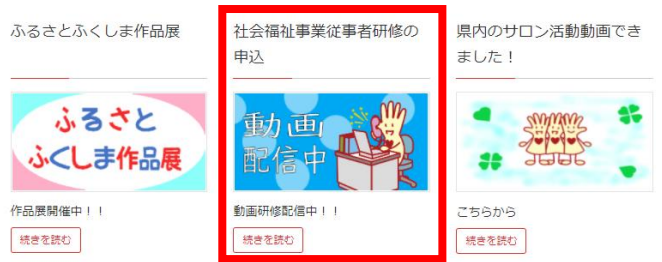 ふるさとふくしま作品展
ふるさと
ふくしま作品展
作品展開催中！！
続きを読む
社会福祉事業従事者研修の
申込
動画
配信中
動画研修配信中！！
続きを読む
県内のサロン活動動画でき
ました！
こちらから
続きを読む